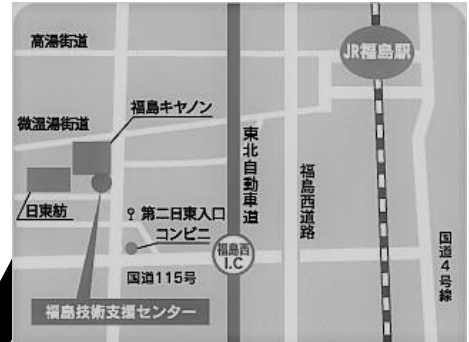 高湯街道
JR福島駅
福島キヤノン
微温湯街道
東北自動車道
福島西道路
日東紡
第二日東入口
コンビニ
福島西
I.C
国道4号線
国道115号
福島技術支援センター